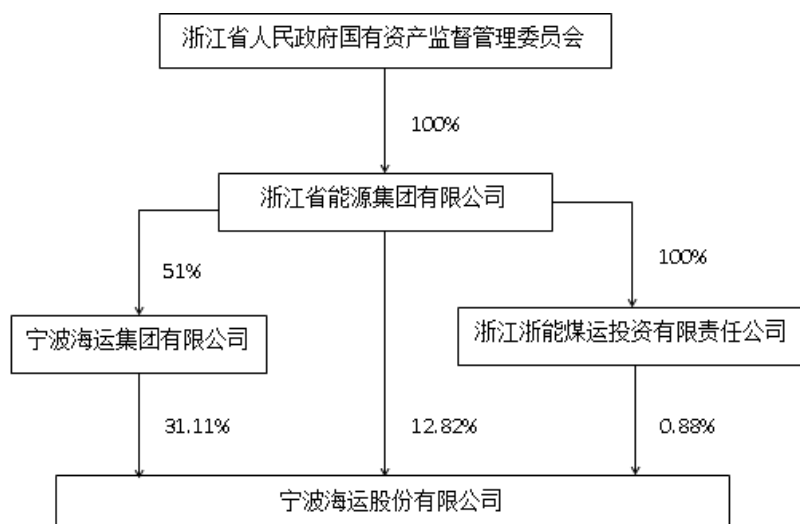 浙江省人民政府国有资产监督管理委员会
100%
浙江省能源集团有限公司
51%
100%
宁波海运集团有限公司
浙江浙能煤运投资有限责任公司
31.11%
12.82%
0.88%
宁波海运股份有限公司